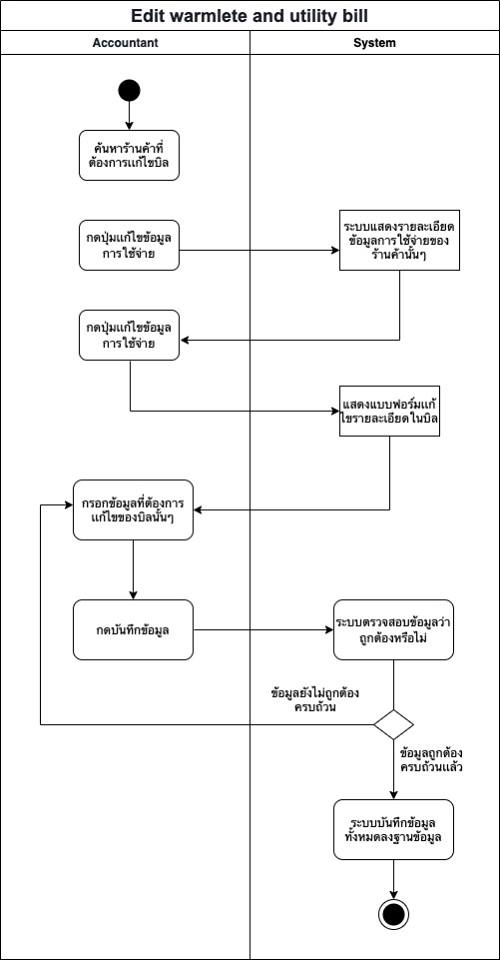 Edit warmlete and utility bill
Accountant
System
ค้นหาร้านค้าที่
ต้องการแก้ไขบิล
กดปุ่มแก้ไขข้อมูล
การใช้จ่าย
ระบบแสดงรายละเอียด
ข้อมูลการใช้จ่ายของ
ร้านค้านั้นๆ
กดปุ่มแก้ไขข้อมูล
การใช้จ่าย
แสดงแบบฟอร์มแก้
ไขรายละเอียดในบิล
กรอกข้อมูลที่ต้องการ
แก้ไขของบิลนั้นๆ
กดบันทึกข้อมูล
ระบบตรวจสอบข้อมูลว่า
ถูกต้องหรือไม่
ข้อมูลยังไม่ถูกต้อง
ครบถ้วน
ข้อมูลถูกต้อง
ครบถ้วนแล้ว
ระบบบันทึกข้อมูล
ทั้งหมดลงฐานข้อมูล